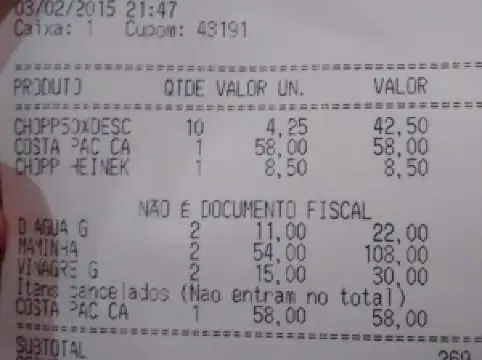 03/02/2015 21:47
Caixa: 1 Cupom: 43191
PRODUTO QTDE VALOR UN. VALOR
CHOPP50%DESC 10 4,25 42,50
COSTA PAC CA 1 58,00 58,00
CHOPP HEINEK 1 8,50 8,50
NÃO É DOCUMENTO FISCAL
D AGUA G 2 11,00 22,00
MAMINHA 2 54,00 108,00
VINAGRE G 2 15,00 30,00
Itens cancelados (Nao entram no total)
COSTA PAC CA 1 58,00 58,00
SUBTOTAL 269